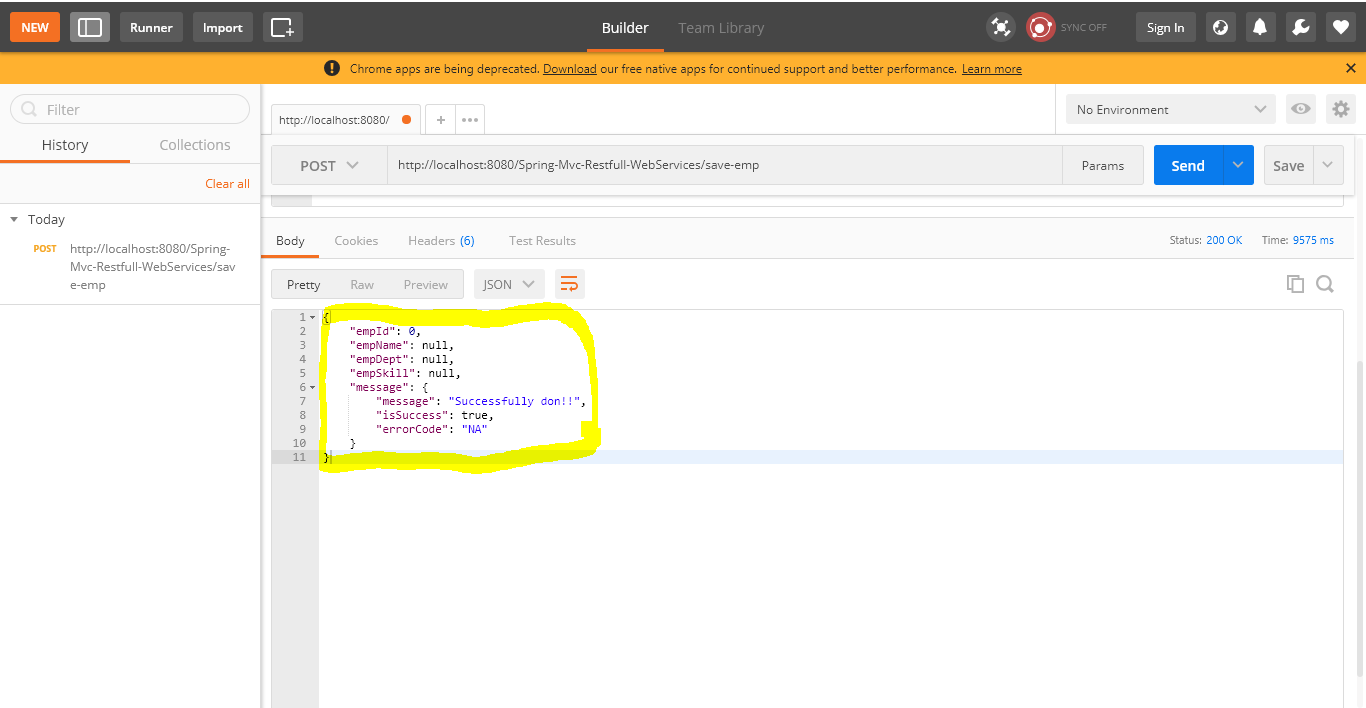 NEW
Runner
Import
Builder
Team Library
SYNC OFF
Sign In
Chrome apps are being deprecated. Download our free native apps for continued support and better performance. Learn more
Filter
History
Collections
Clear all
Today
POST http://localhost:8080/Spring-
Mvc-Restfull-WebServices/sav
e-emp
http://localhost:8080/
No Environment
POST
http://localhost:8080/Spring-Mvc-Restfull-WebServices/save-emp
Params
Send
Save
Body
Cookies
Headers (6)
Test Results
Status: 200 OK
Time: 9575 ms
Pretty
Raw
Preview
JSON
1 {
2 "empId": 0,
3 "empName": null,
4 "empDept": null,
5 "empSkill": null,
6 "message": {
7 "message": "Successfully don!!",
8 "isSuccess": true,
9 "errorCode": "NA"
10 }
11 }